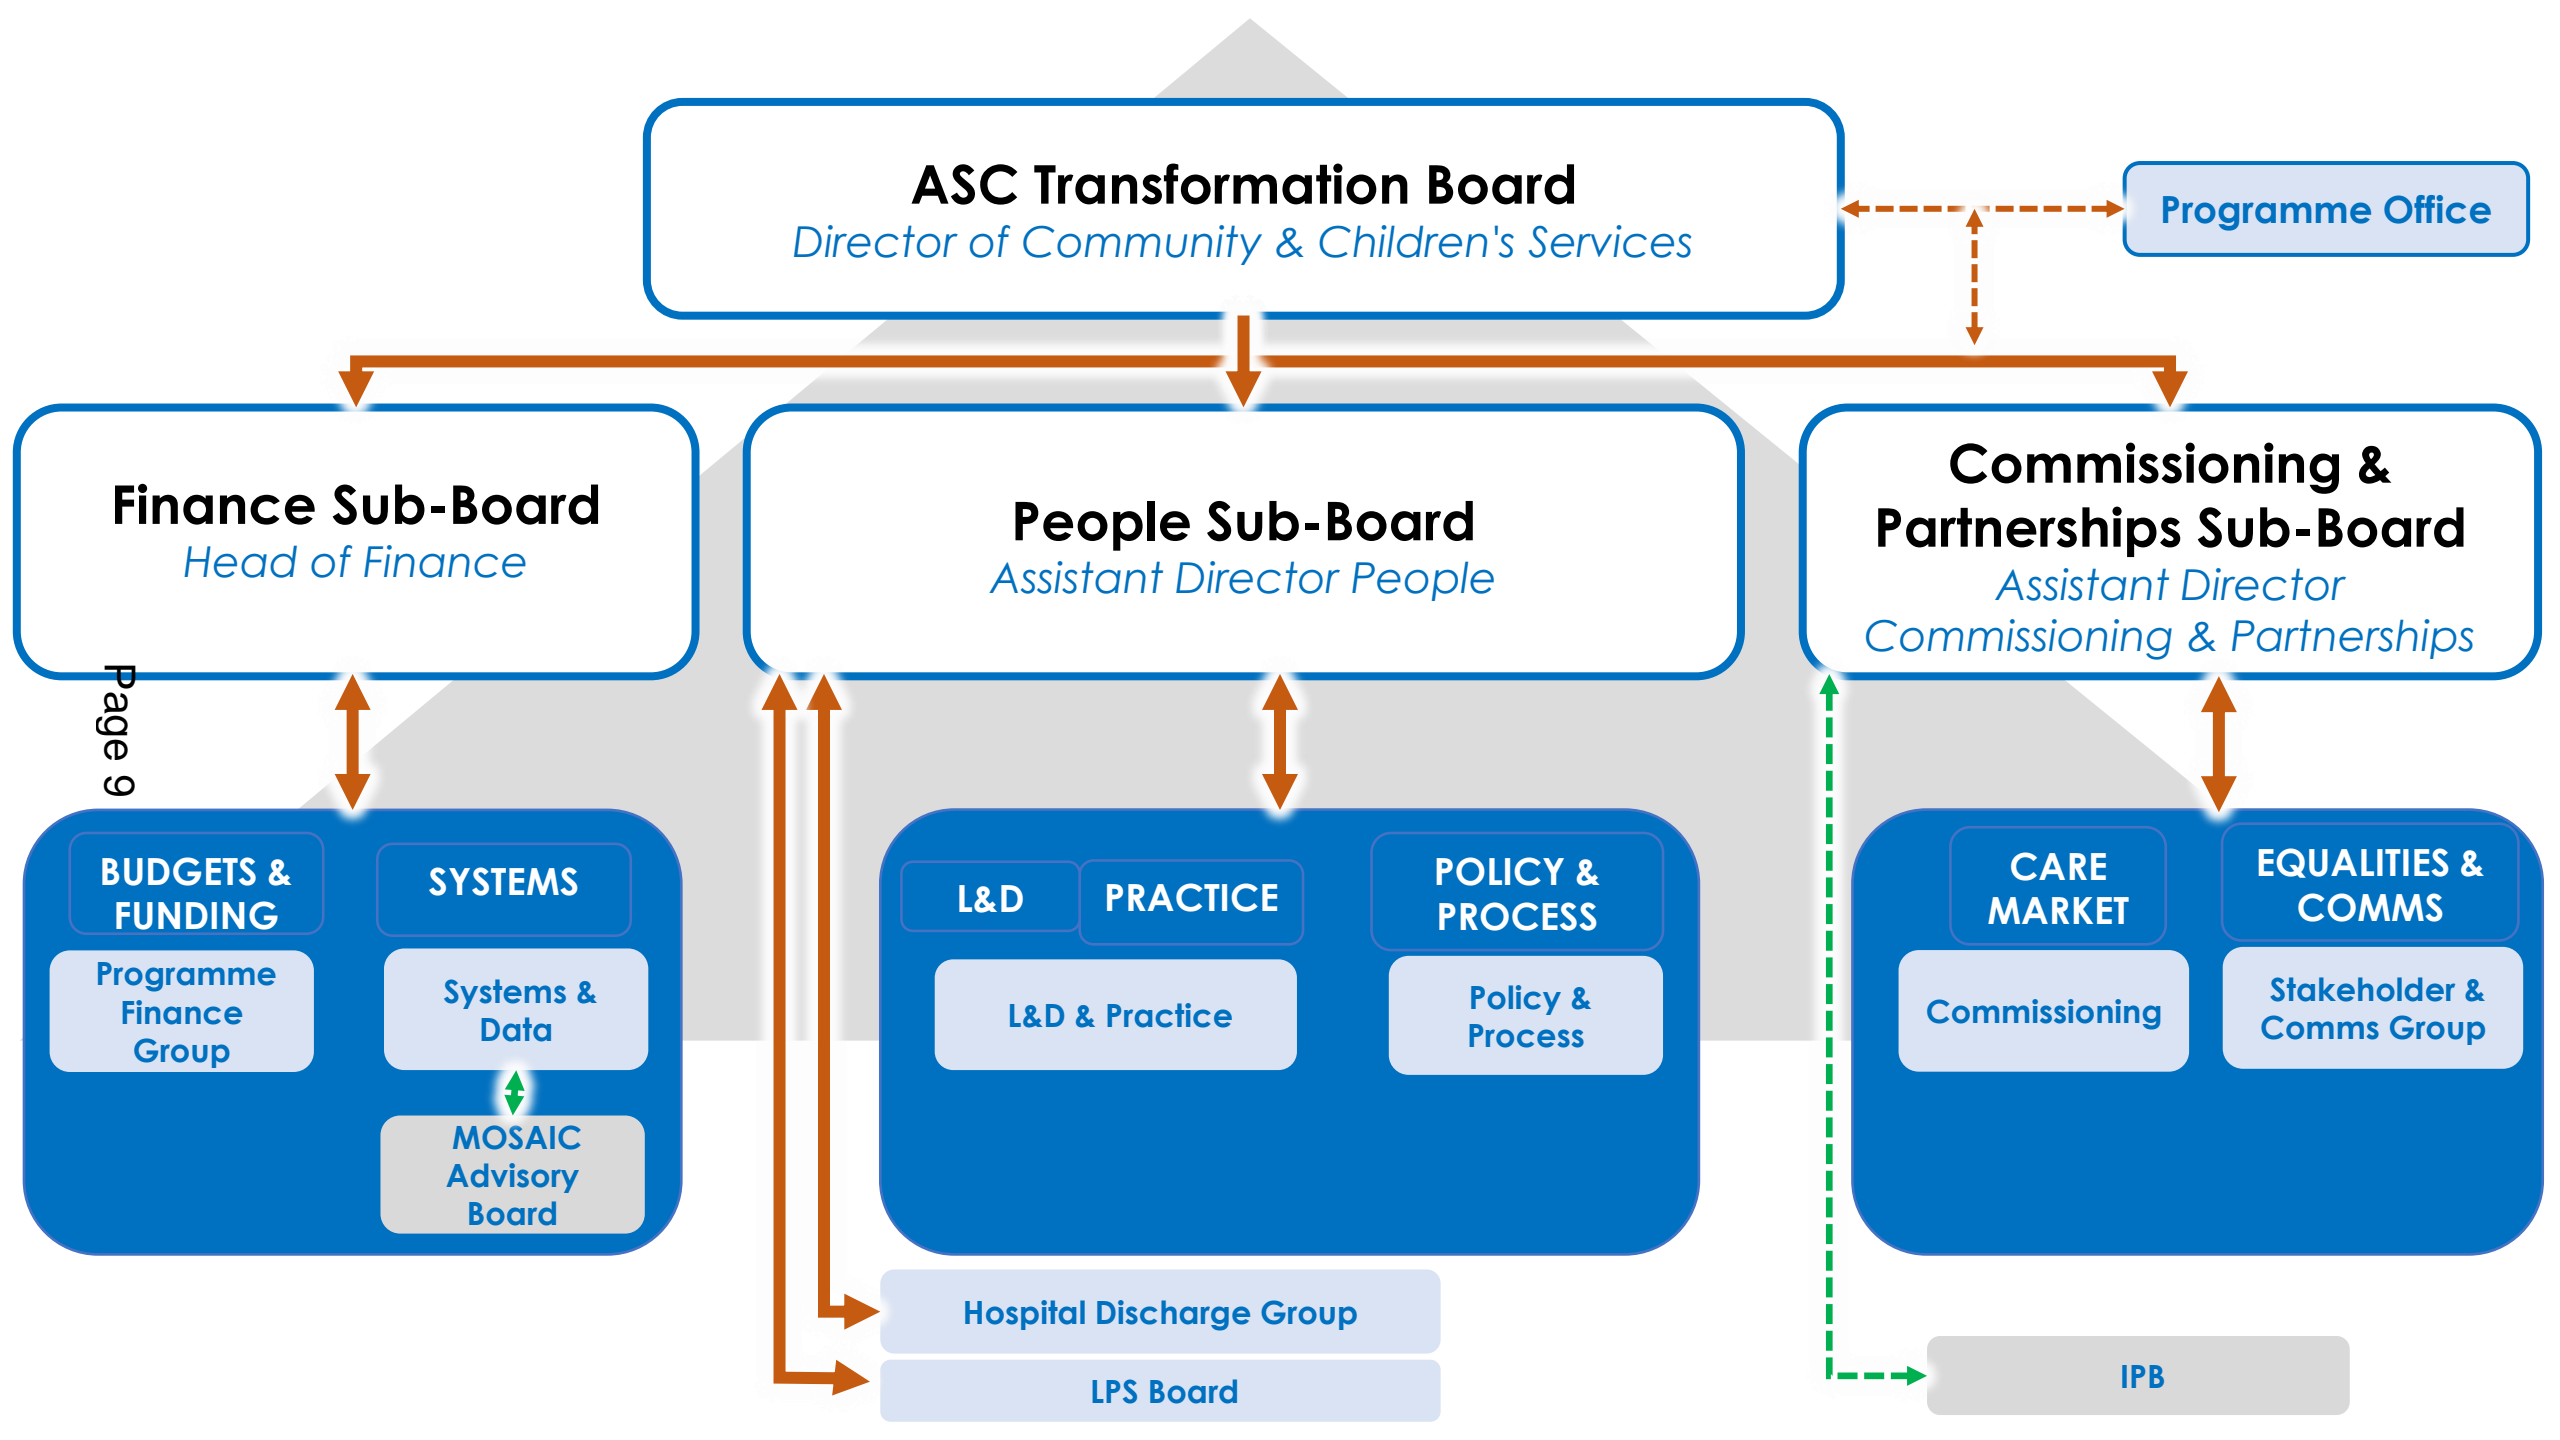 ASC Transformation Board
Director of Community & Children's Services
Programme Office
Finance Sub-Board
Head of Finance
People Sub-Board
Assistant Director People
Commissioning &
Partnerships Sub-Board
Assistant Director
Commissioning & Partnerships
Page 9
BUDGETS &
FUNDING
SYSTEMS
Programme
Finance
Group
Systems &
Data
MOSAIC
Advisory
Board
L&D
PRACTICE
POLICY &
PROCESS
L&D & Practice
Policy &
Process
CARE
MARKET
EQUALITIES &
COMMS
Commissioning
Stakeholder &
Comms Group
Hospital Discharge Group
LPS Board
IPB